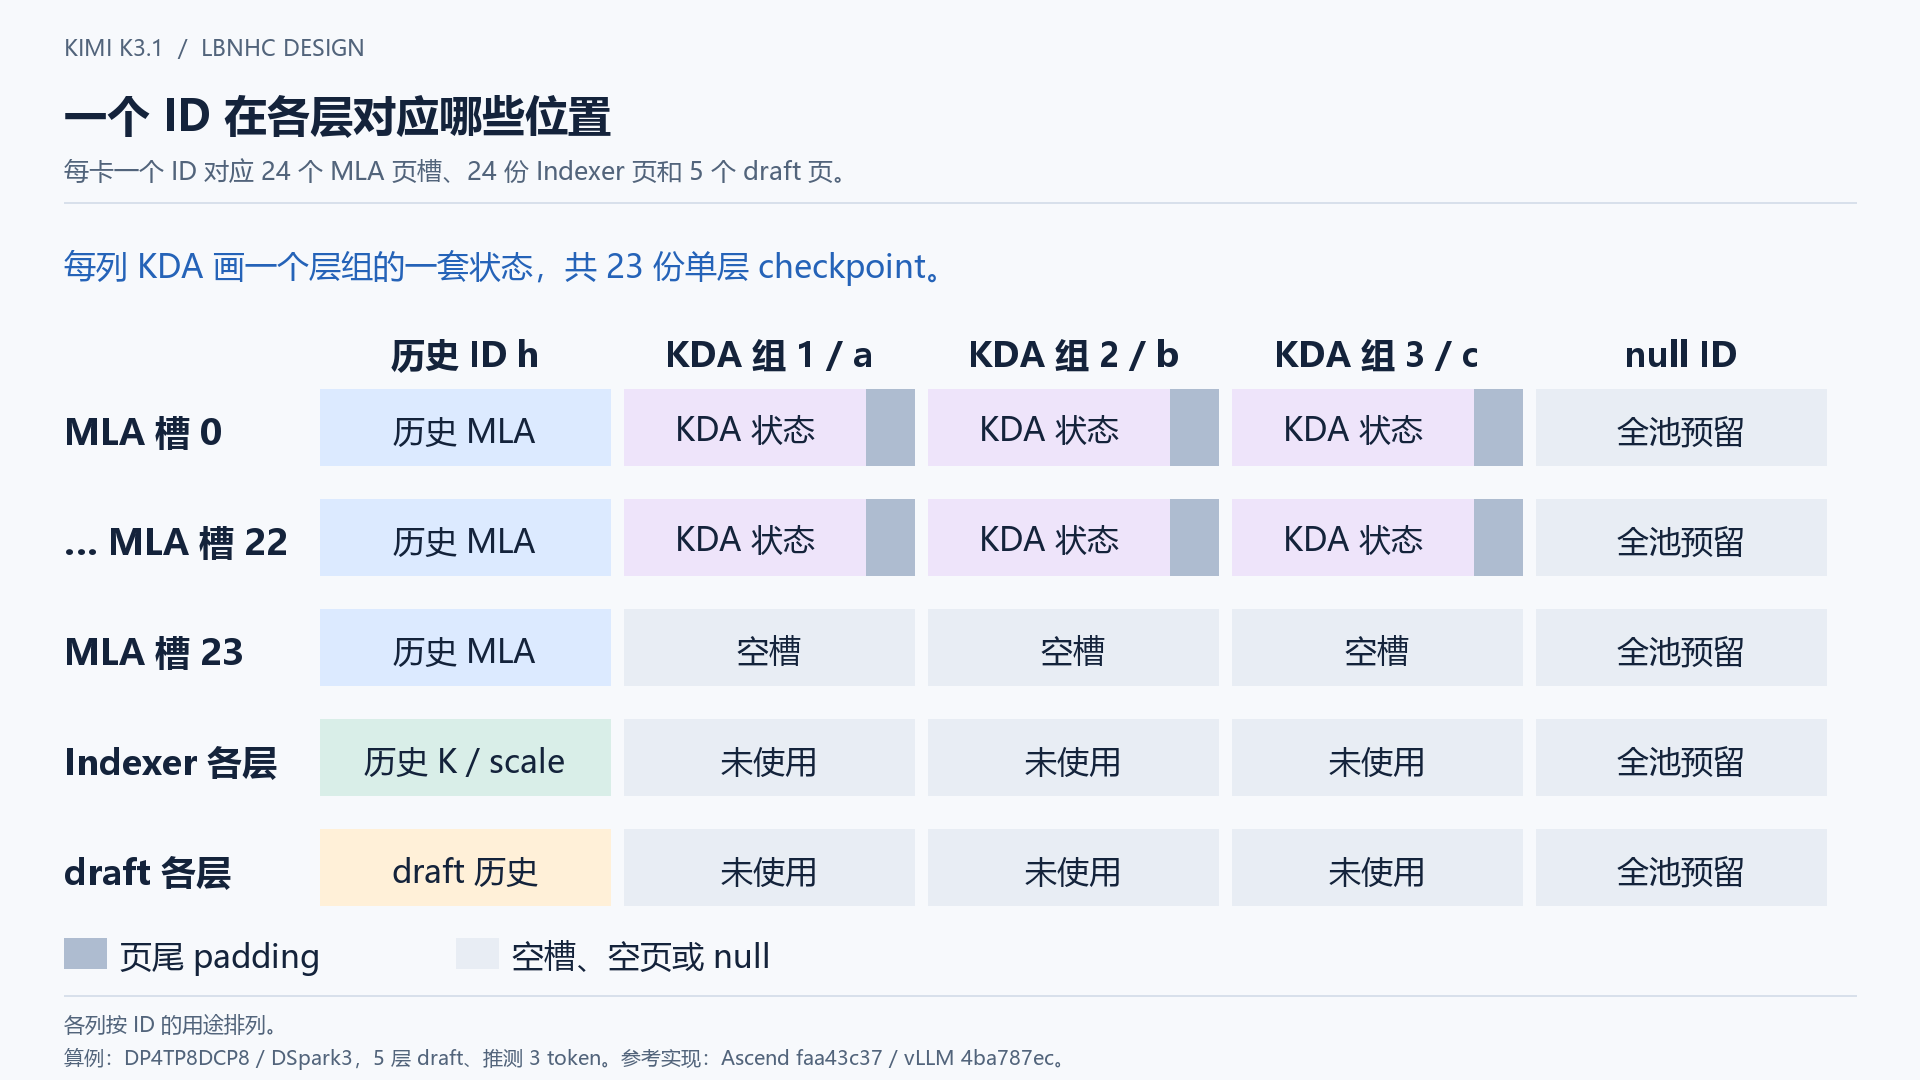 KIMI K3.1 / LBNHC DESIGN
一个 ID 在各层对应哪些位置
每卡一个 ID 对应 24 个 MLA 页槽、24 份 Indexer 页和 5 个 draft 页。
每列 KDA 画一个层组的一套状态，共 23 份单层 checkpoint。
历史 ID h KDA 组 1 / a KDA 组 2 / b KDA 组 3 / c null ID
MLA 槽 0 历史 MLA KDA 状态 KDA 状态 KDA 状态 全池预留
... MLA 槽 22 历史 MLA KDA 状态 KDA 状态 KDA 状态 全池预留
MLA 槽 23 历史 MLA 空槽 空槽 空槽 全池预留
Indexer 各层 历史 K / scale 未使用 未使用 未使用 全池预留
draft 各层 draft 历史 未使用 未使用 未使用 全池预留
页尾 padding 空槽、空页或 null
各列按 ID 的用途排列。
算例：DP4TP8DCP8 / DSpark3，5 层 draft、推测 3 token。参考实现：Ascend faa43c37 / vLLM 4ba787ec。